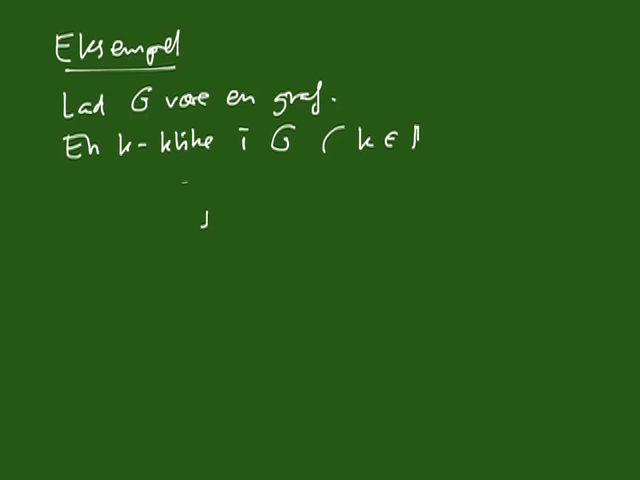 Eksempel
Lad G være en graf.
En k-klike i G ( k ∈